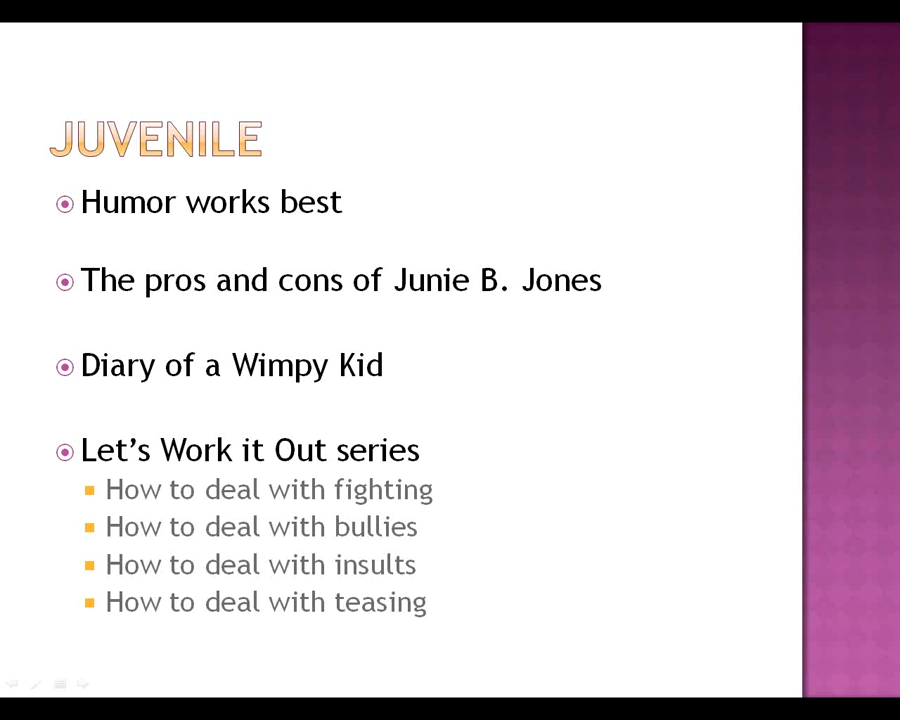 JUVENILE
Humor works best
The pros and cons of Junie B. Jones
Diary of a Wimpy Kid
Let's Work it Out series
How to deal with fighting
How to deal with bullies
How to deal with insults
How to deal with teasing